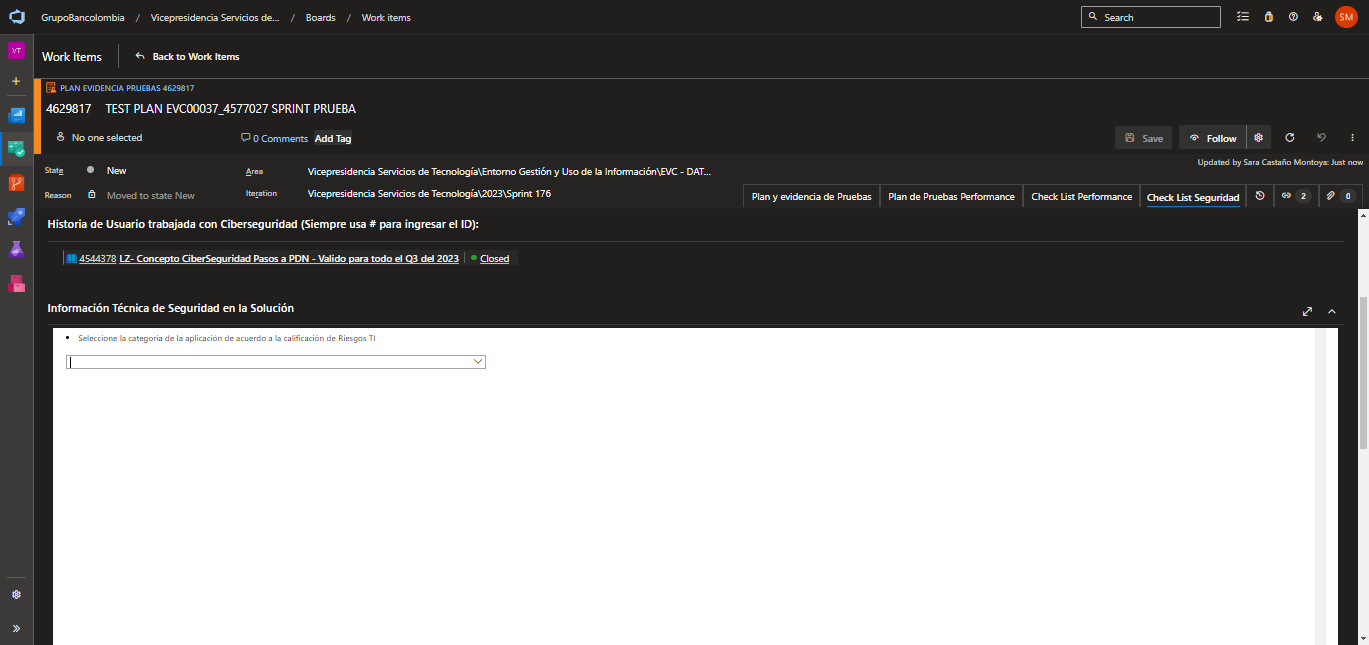 GrupoBancolombia / Vicepresidencia Servicios de... / Boards / Work items
Search
SM
VT
Work Items
Back to Work Items
PLAN EVIDENCIA PRUEBAS 4629817
4629817 TEST PLAN EVC00037_4577027 SPRINT PRUEBA
No one selected
0 Comments
Add Tag
Save
Follow
Updated by Sara Castaño Montoya: Just now
State New
Area Vicepresidencia Servicios de Tecnología\Entorno Gestión y Uso de la Información\EVC - DAT...
Reason Moved to state New
Iteration Vicepresidencia Servicios de Tecnología\2023\Sprint 176
Plan y evidencia de Pruebas
Plan de Pruebas Performance
Check List Performance
Check List Seguridad
2
0
Historia de Usuario trabajada con Ciberseguridad (Siempre usa # para ingresar el ID):
4544378 LZ- Concepto CiberSeguridad Pasos a PDN - Valido para todo el Q3 del 2023 Closed
Información Técnica de Seguridad en la Solución
• Seleccione la categoria de la aplicación de acuerdo a la calificación de Riesgos TI